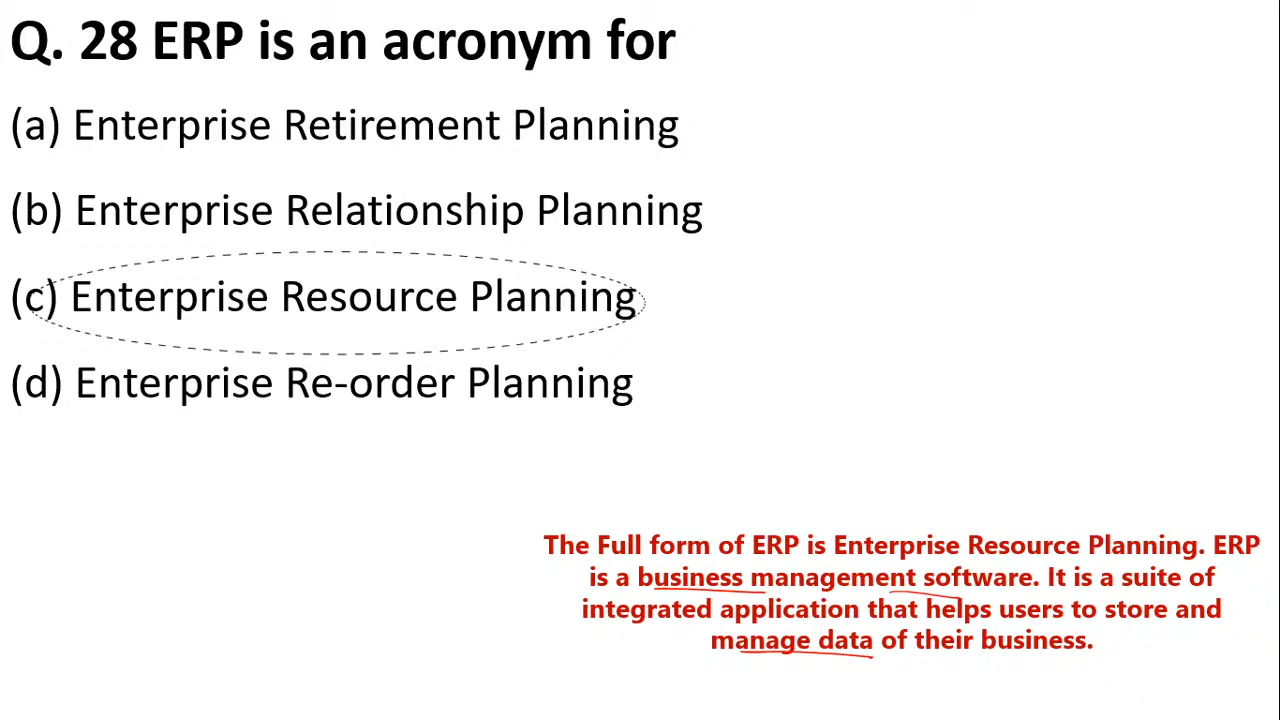 Q. 28 ERP is an acronym for
(a) Enterprise Retirement Planning
(b) Enterprise Relationship Planning
(c) Enterprise Resource Planning
(d) Enterprise Re-order Planning
The Full form of ERP is Enterprise Resource Planning. ERP
is a business management software. It is a suite of
integrated application that helps users to store and
manage data of their business.